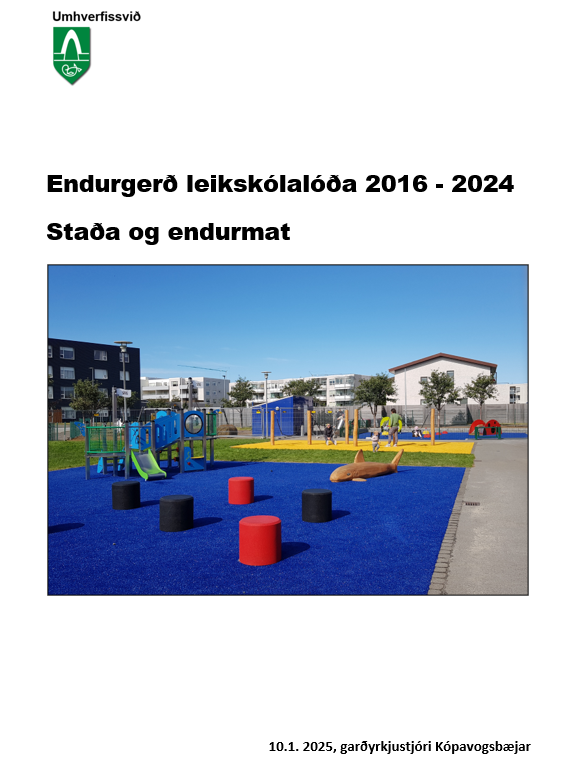 Umhverfissvið
Endurgerð leikskólalóða 2016 - 2024
Staða og endurmat
10.1. 2025, garðyrkjustjóri Kópavogsbæjar